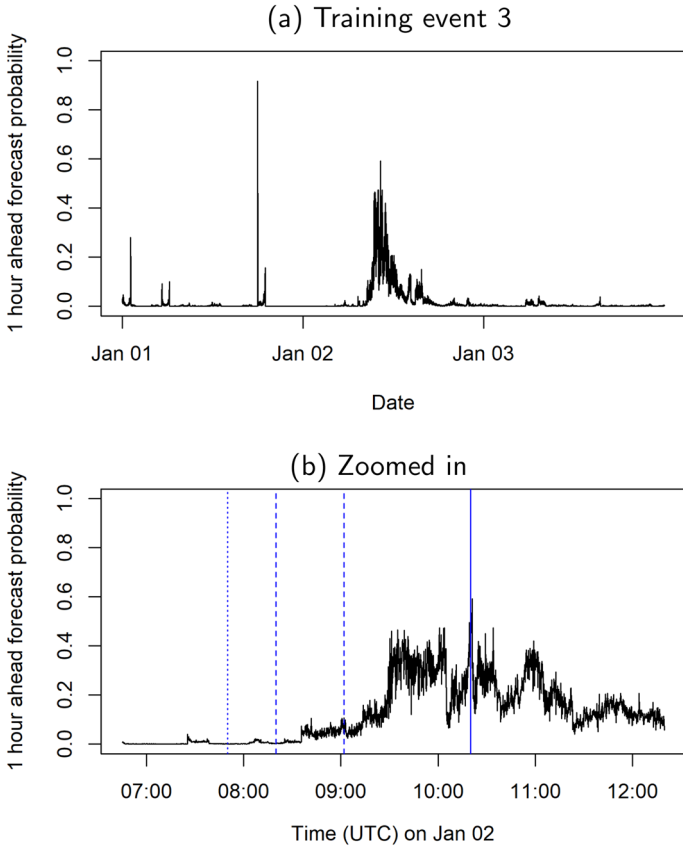 (a) Training event 3
1 hour ahead forecast probability
1.0
0.8
0.6
0.4
0.2
0.0
Jan 01 Jan 02 Jan 03
Date
(b) Zoomed in
1 hour ahead forecast probability
1.0
0.8
0.6
0.4
0.2
0.0
07:00 08:00 09:00 10:00 11:00 12:00
Time (UTC) on Jan 02